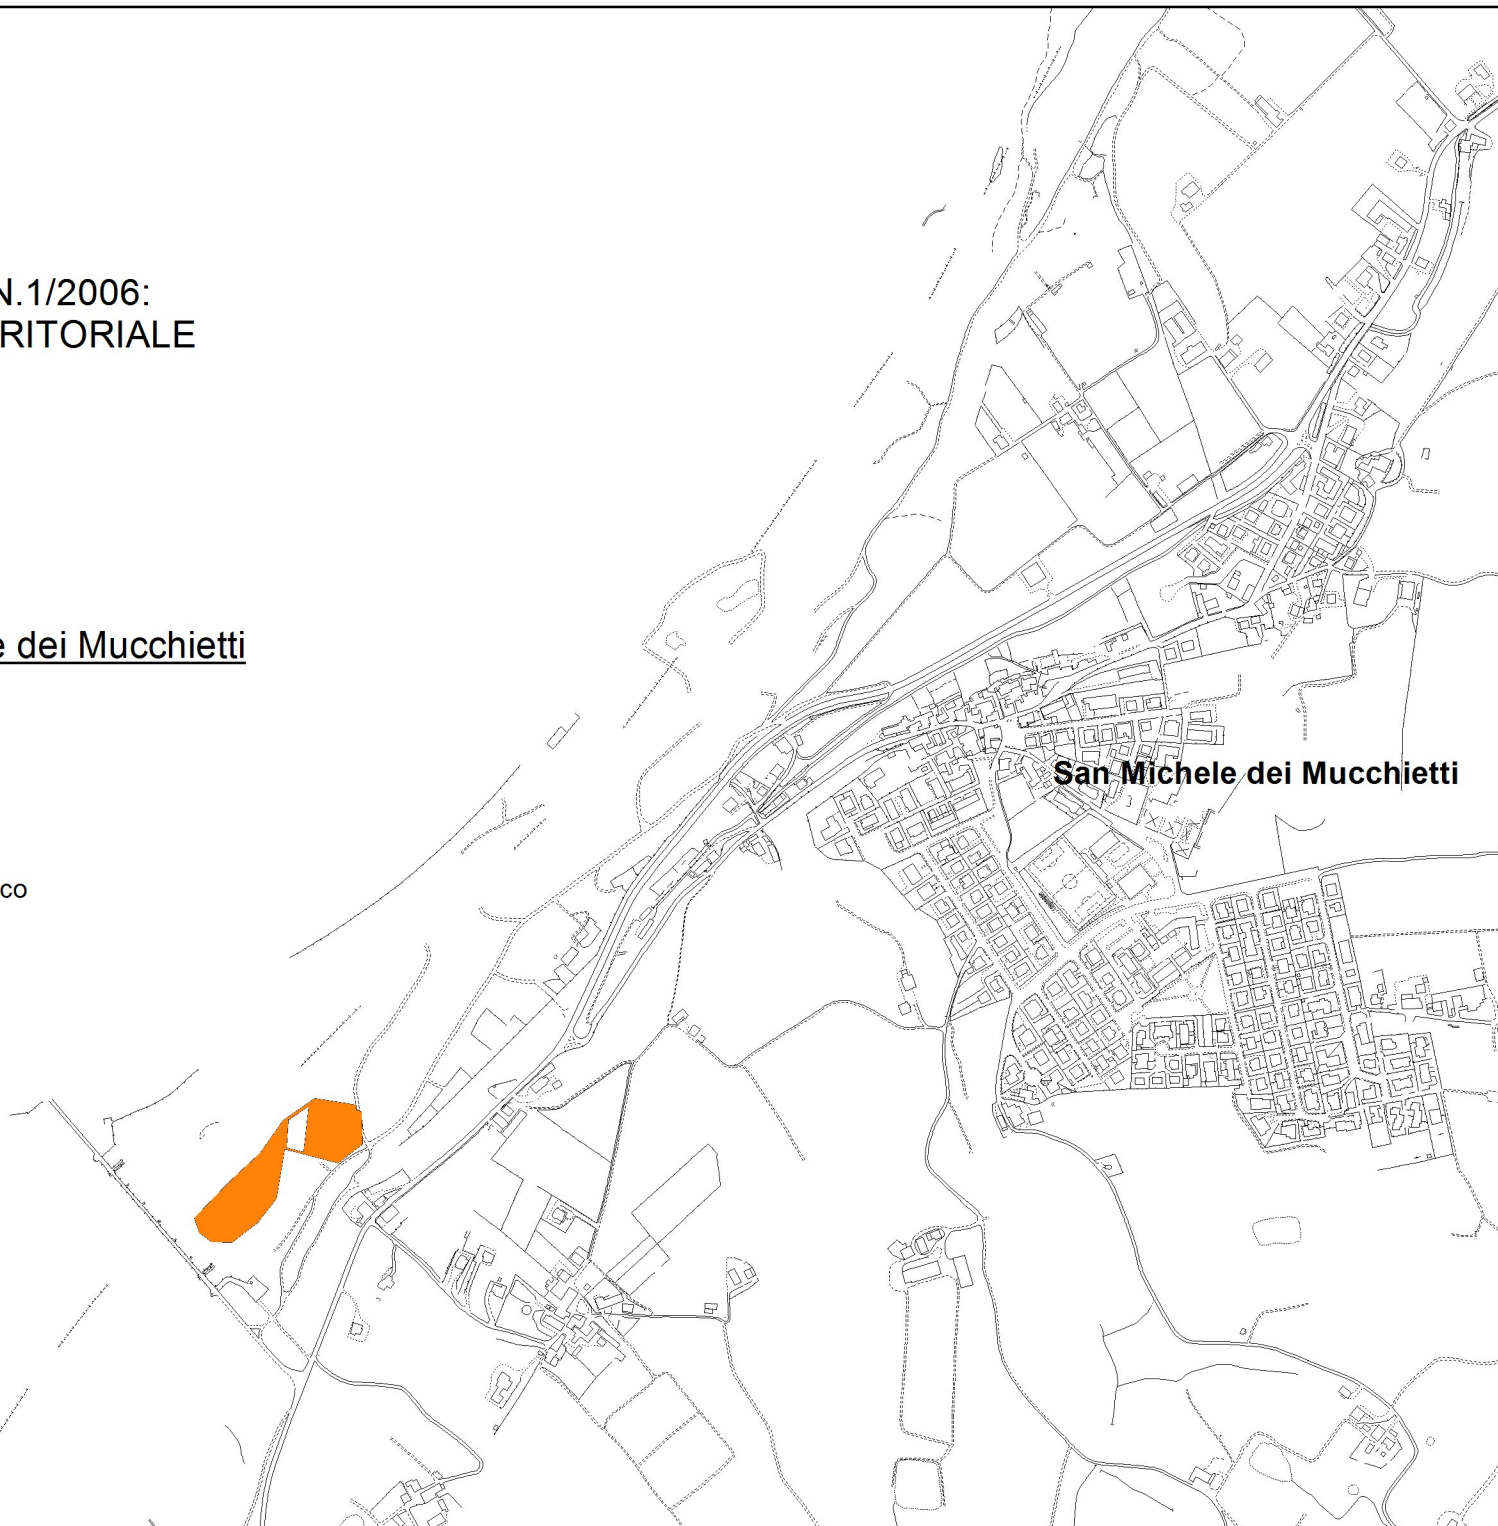 N.1/2006:
RITORIALE
e dei Mucchietti
San Michele dei Mucchietti
co